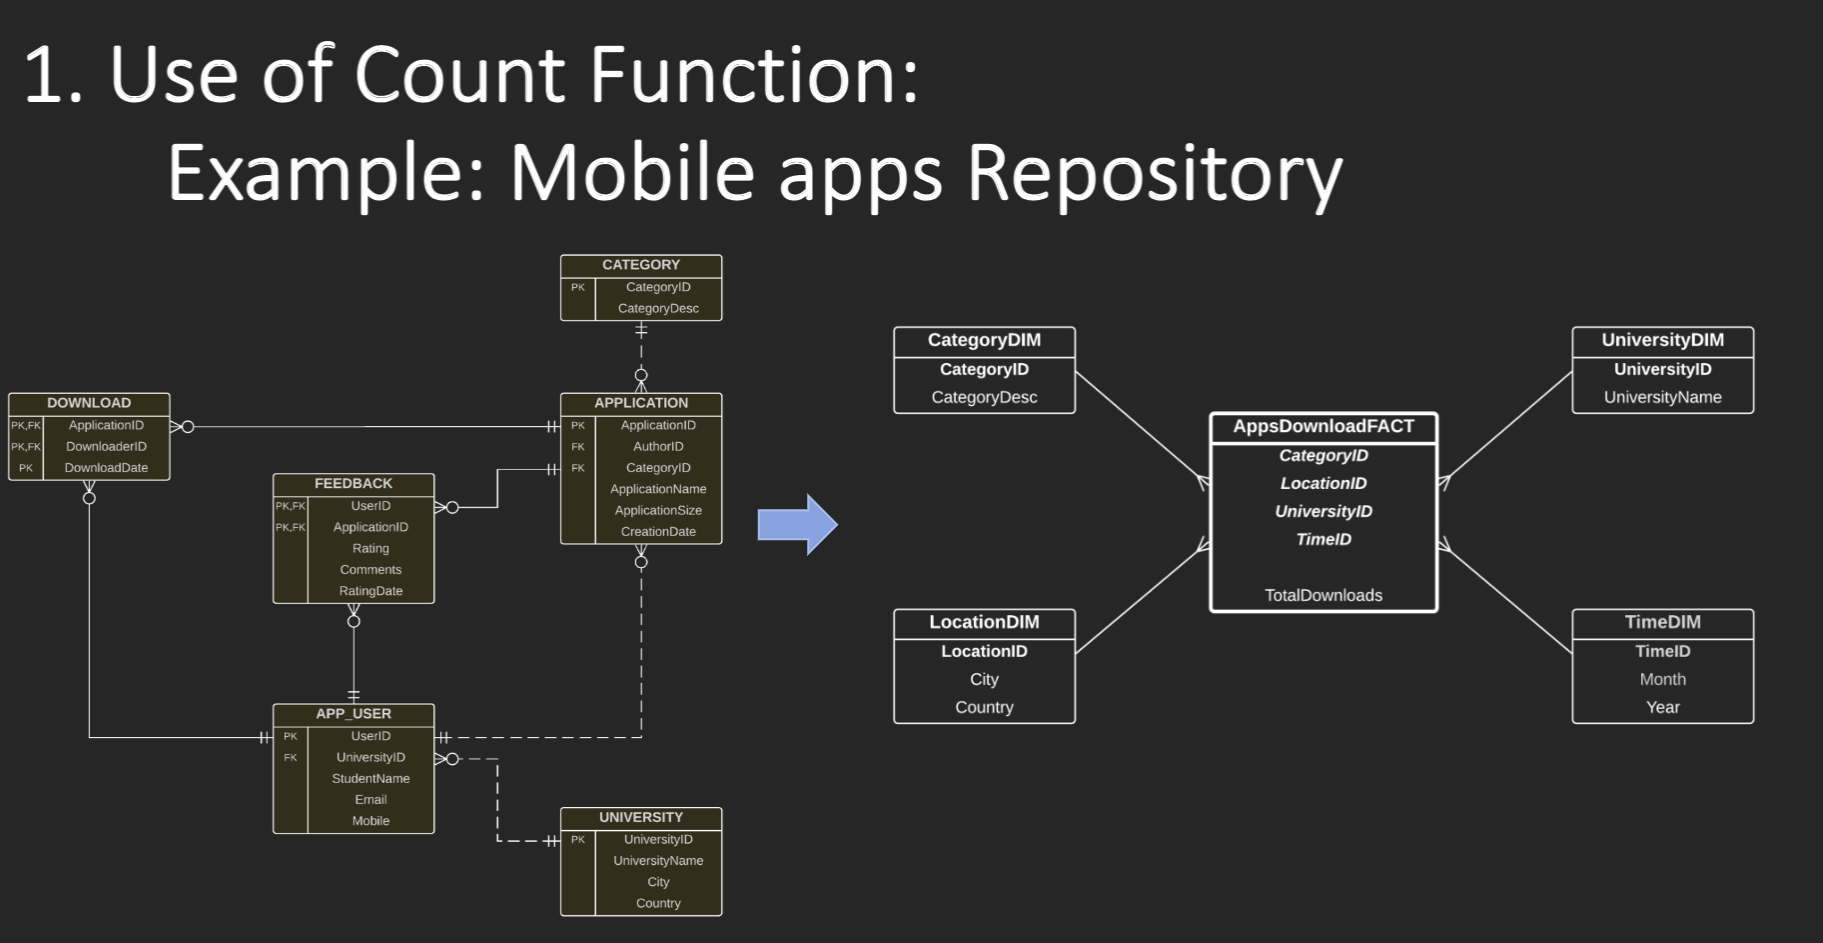 1. Use of Count Function:
Example: Mobile apps Repository
CATEGORY
PK CategoryID
CategoryDesc
DOWNLOAD
PK,FK ApplicationID
PK,FK DownloaderID
PK DownloadDate
APPLICATION
PK ApplicationID
FK AuthorID
FK CategoryID
ApplicationName
ApplicationSize
CreationDate
FEEDBACK
PK,FK UserID
PK,FK ApplicationID
Rating
Comments
RatingDate
APP_USER
PK UserID
FK UniversityID
StudentName
Email
Mobile
UNIVERSITY
PK UniversityID
UniversityName
City
Country
CategoryDIM
CategoryID
CategoryDesc
UniversityDIM
UniversityID
UniversityName
AppsDownloadFACT
CategoryID
LocationID
UniversityID
TimeID
TotalDownloads
LocationDIM
LocationID
City
Country
TimeDIM
TimeID
Month
Year